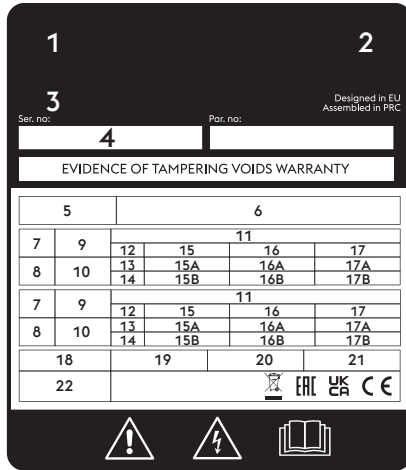 1 2
3
Designed in EU
Assembled in PRC
Ser. no: Par. no:
4
EVIDENCE OF TAMPERING VOIDS WARRANTY
5 6
7 9 11
12 15 16 17
8 10 13 15A 16A 17A
14 15B 16B 17B
7 9 11
12 15 16 17
8 10 13 15A 16A 17A
14 15B 16B 17B
18 19 20 21
22 EAC UK CA CE